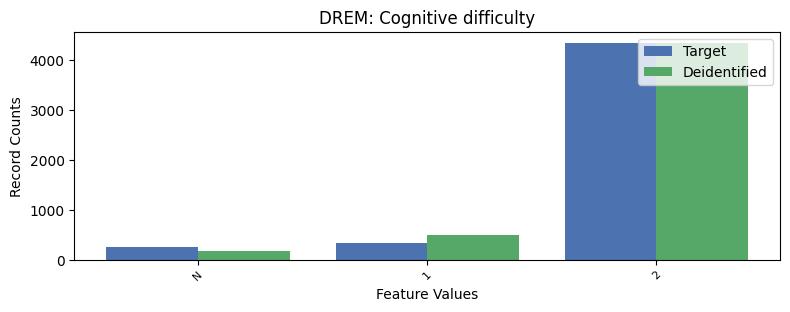 DREM: Cognitive difficulty
Target
Deidentified
Record Counts
4000
3000
2000
1000
0
N
1
2
Feature Values